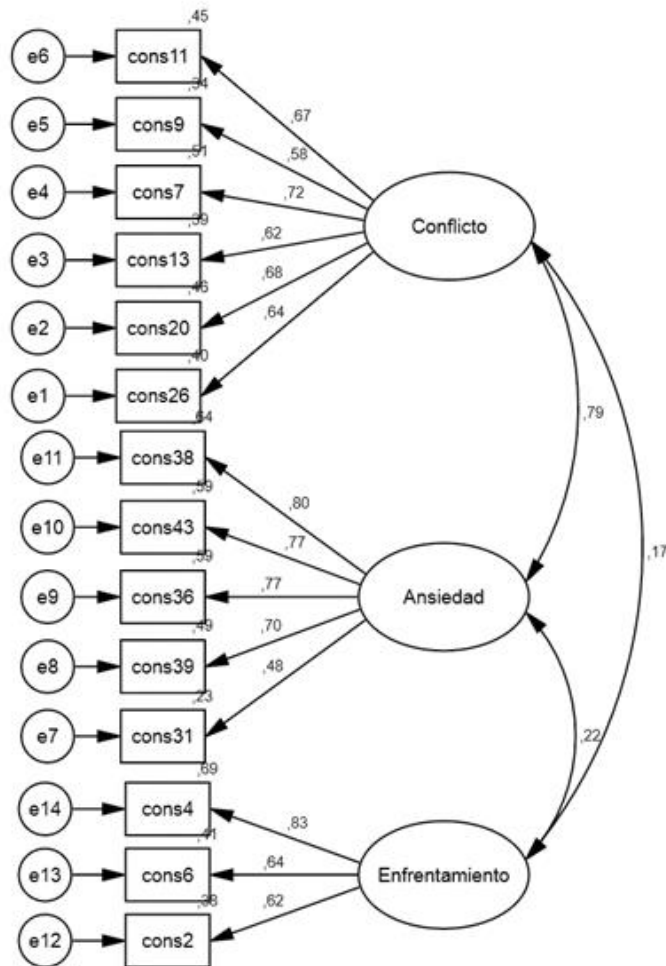 ,45
e6 cons11
,34
,67
e5 cons9
,58
,51
e4 cons7
,72
Conflicto
,39
e3 cons13
,62
,46
,68
e2 cons20
,64
,40
e1 cons26
,64
,79
e11 cons38
,59
,80
e10 cons43
,77
,59
,17
e9 cons36
,77
Ansiedad
,49
,70
e8 cons39
,48
,23
e7 cons31
,22
,69
e14 cons4
,83
,41
e13 cons6
,64
Enfrentamiento
,38
,62
e12 cons2